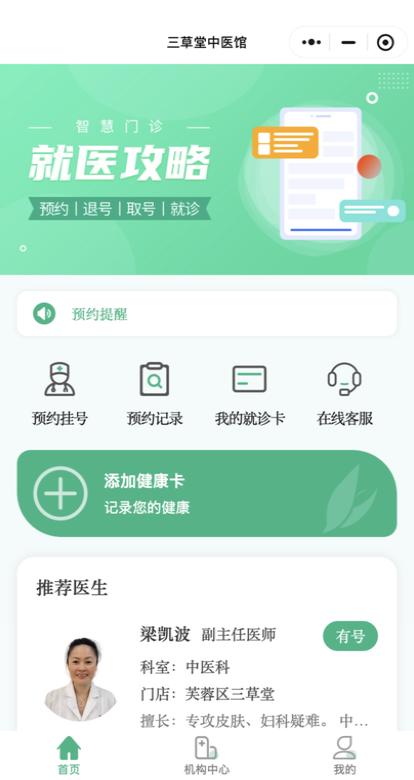 三草堂中医馆
智慧门诊
就医攻略
预约|退号|取号|就诊
预约提醒
预约挂号 预约记录 我的就诊卡 在线客服
添加健康卡
记录您的健康
推荐医生
梁凯波 副主任医师 有号
科室：中医科
门店：芙蓉区三草堂
擅长：专攻皮肤、妇科疑难。中...
首页 机构中心 我的